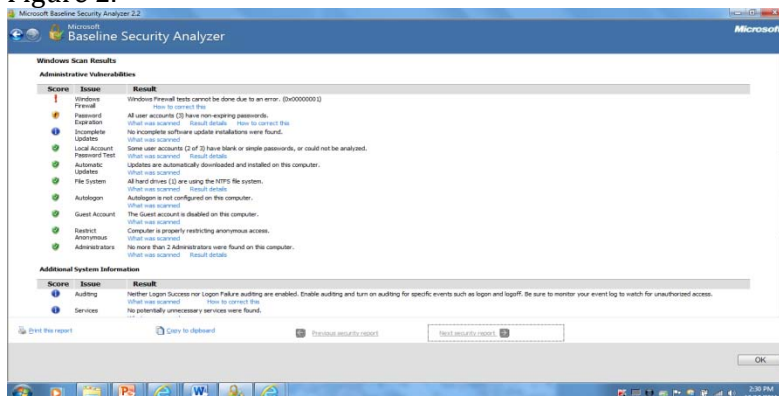 Figure 2:
Microsoft Baseline Security Analyzer 2.2
Microsoft
Baseline Security Analyzer
Microsoft
Windows Scan Results
Administrative Vulnerabilities
Score Issue Result
Windows Firewall Windows Firewall tests cannot be done due to an error. (0x00000001)
How to correct this
Password Expiration All user accounts (3) have non-expiring passwords.
What was scanned Result details How to correct this
Incomplete Updates No incomplete software update installations were found.
What was scanned
Local Account Password Test Some user accounts (2 of 3) have blank or simple passwords, or could not be analyzed.
What was scanned Result details
Automatic Updates Updates are automatically downloaded and installed on this computer.
What was scanned
File System All hard drives (1) are using the NTFS file system.
What was scanned Result details
Autologon Autologon is not configured on this computer.
What was scanned
Guest Account The Guest account is disabled on this computer.
What was scanned
Restrict Anonymous Computer is properly restricting anonymous access.
What was scanned
Administrators No more than 2 Administrators were found on this computer.
What was scanned Result details
Additional System Information
Score Issue Result
Auditing Neither Logon Success nor Logon Failure auditing are enabled. Enable auditing and turn on auditing for specific events such as logon and logoff. Be sure to monitor your event log to watch for unauthorized access.
What was scanned How to correct this
Services No potentially unnecessary services were found.
Print this report Copy to clipboard Previous security report Next security report
OK
2:30 PM